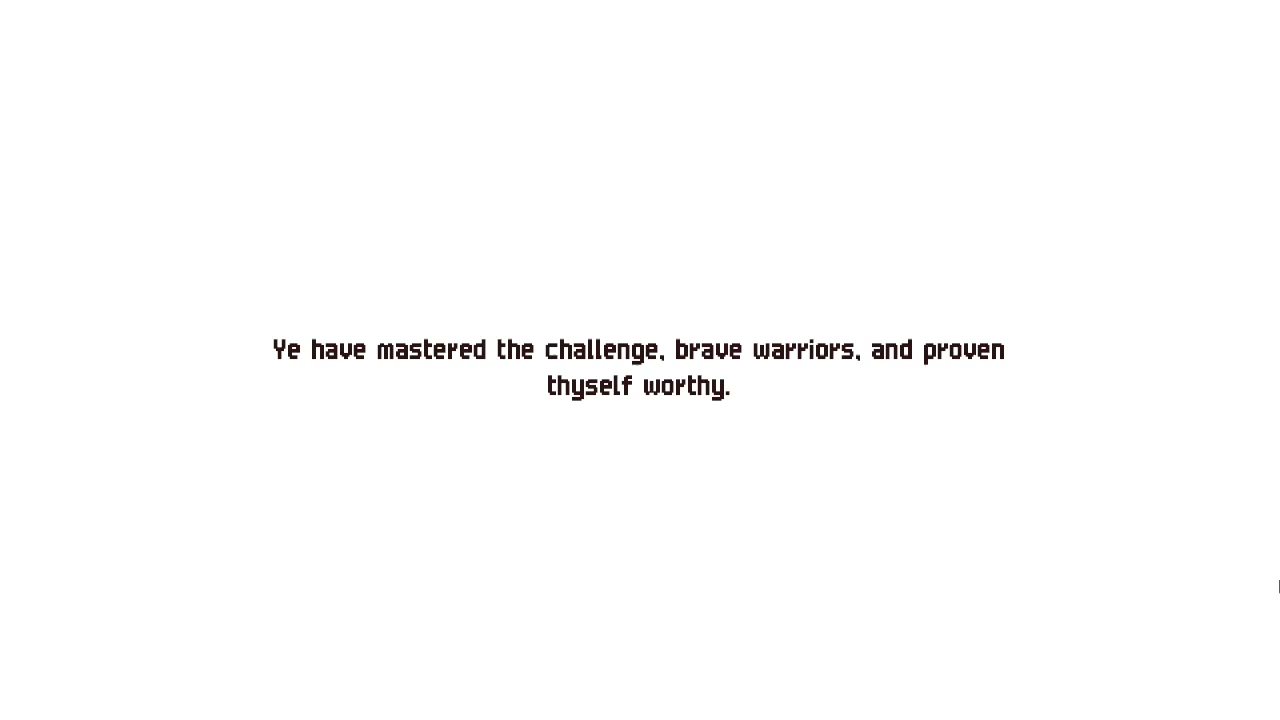 Ye have mastered the challenge, brave warriors, and proven
thyself worthy.